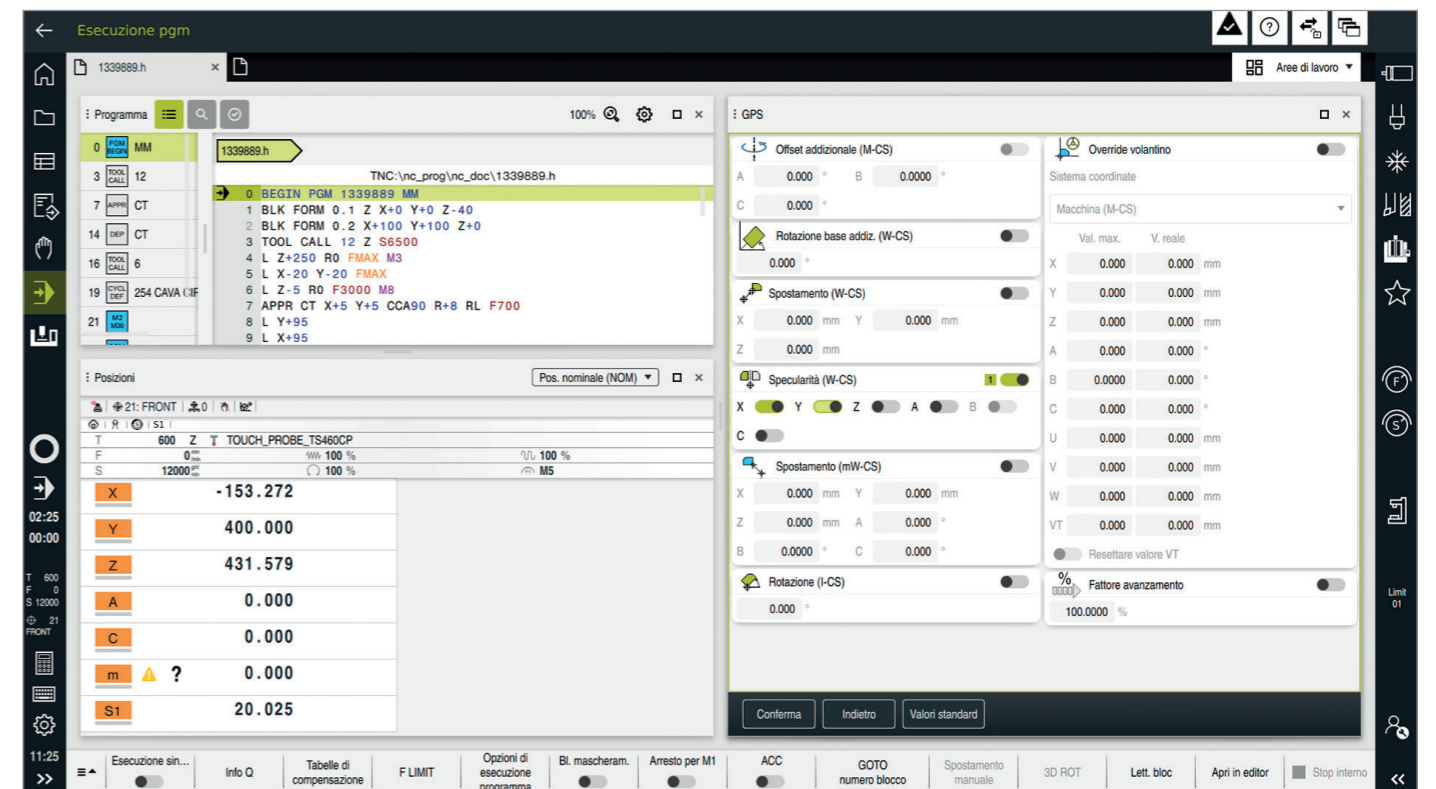 Esecuzione pgm
1339889.h ×
Aree di lavoro
Programma
100%
0 PGM BEGIN MM
3 TOOL CALL 12
7 APPR CT
14 DEP CT
16 TOOL CALL 6
19 CYCL DEF 254 CAVA CIF
21 M2 M30
1339889.h
TNC:\nc_prog\nc_doc\1339889.h
0 BEGIN PGM 1339889 MM
1 BLK FORM 0.1 Z X+0 Y+0 Z-40
2 BLK FORM 0.2 X+100 Y+100 Z+0
3 TOOL CALL 12 Z S6500
4 L Z+250 R0 FMAX M3
5 L X-20 Y-20 FMAX
6 L Z-5 R0 F3000 M8
7 APPR CT X+5 Y+5 CCA90 R+8 RL F700
8 L Y+95
9 L X+95
Posizioni
Pos. nominale (NOM)
21: FRONT 0
S1
T 600 Z T TOUCH_PROBE_TS460CP
F 0 100 % 100 %
S 12000 100 % M5
X -153.272
Y 400.000
Z 431.579
A 0.000
C 0.000
m ? 0.000
S1 20.025
GPS
Offset addizionale (M-CS)
A 0.000 ° B 0.0000 °
C 0.000 °
Rotazione base addiz. (W-CS)
0.000 °
Spostamento (W-CS)
X 0.000 mm Y 0.000 mm
Z 0.000 mm
Specularità (W-CS) 1
X Y Z A B
C
Spostamento (mW-CS)
X 0.000 mm Y 0.000 mm
Z 0.000 mm A 0.000 °
B 0.0000 ° C 0.000 °
Rotazione (I-CS)
0.000 °
Override volantino
Sistema coordinate
Macchina (M-CS)
Val. max. V. reale
X 0.000 0.000 mm
Y 0.000 0.000 mm
Z 0.000 0.000 mm
A 0.000 0.000 °
B 0.0000 0.000 °
C 0.000 0.000 °
U 0.000 0.000 mm
V 0.000 0.000 mm
W 0.000 0.000 mm
VT 0.000 0.000 mm
Resettare valore VT
% Fattore avanzamento
100.0000 %
Conferma Indietro Valori standard
02:25
00:00
T 600
F 0
S 12000
21
FRONT
11:25
F
S
Limit
01
Esecuzione sin...
Info Q
Tabelle di
compensazione
F LIMIT
Opzioni di
esecuzione
programma
Bl. mascheram.
Arresto per M1
ACC
GOTO
numero blocco
Spostamento
manuale
3D ROT
Lett. bloc
Apri in editor
Stop interno